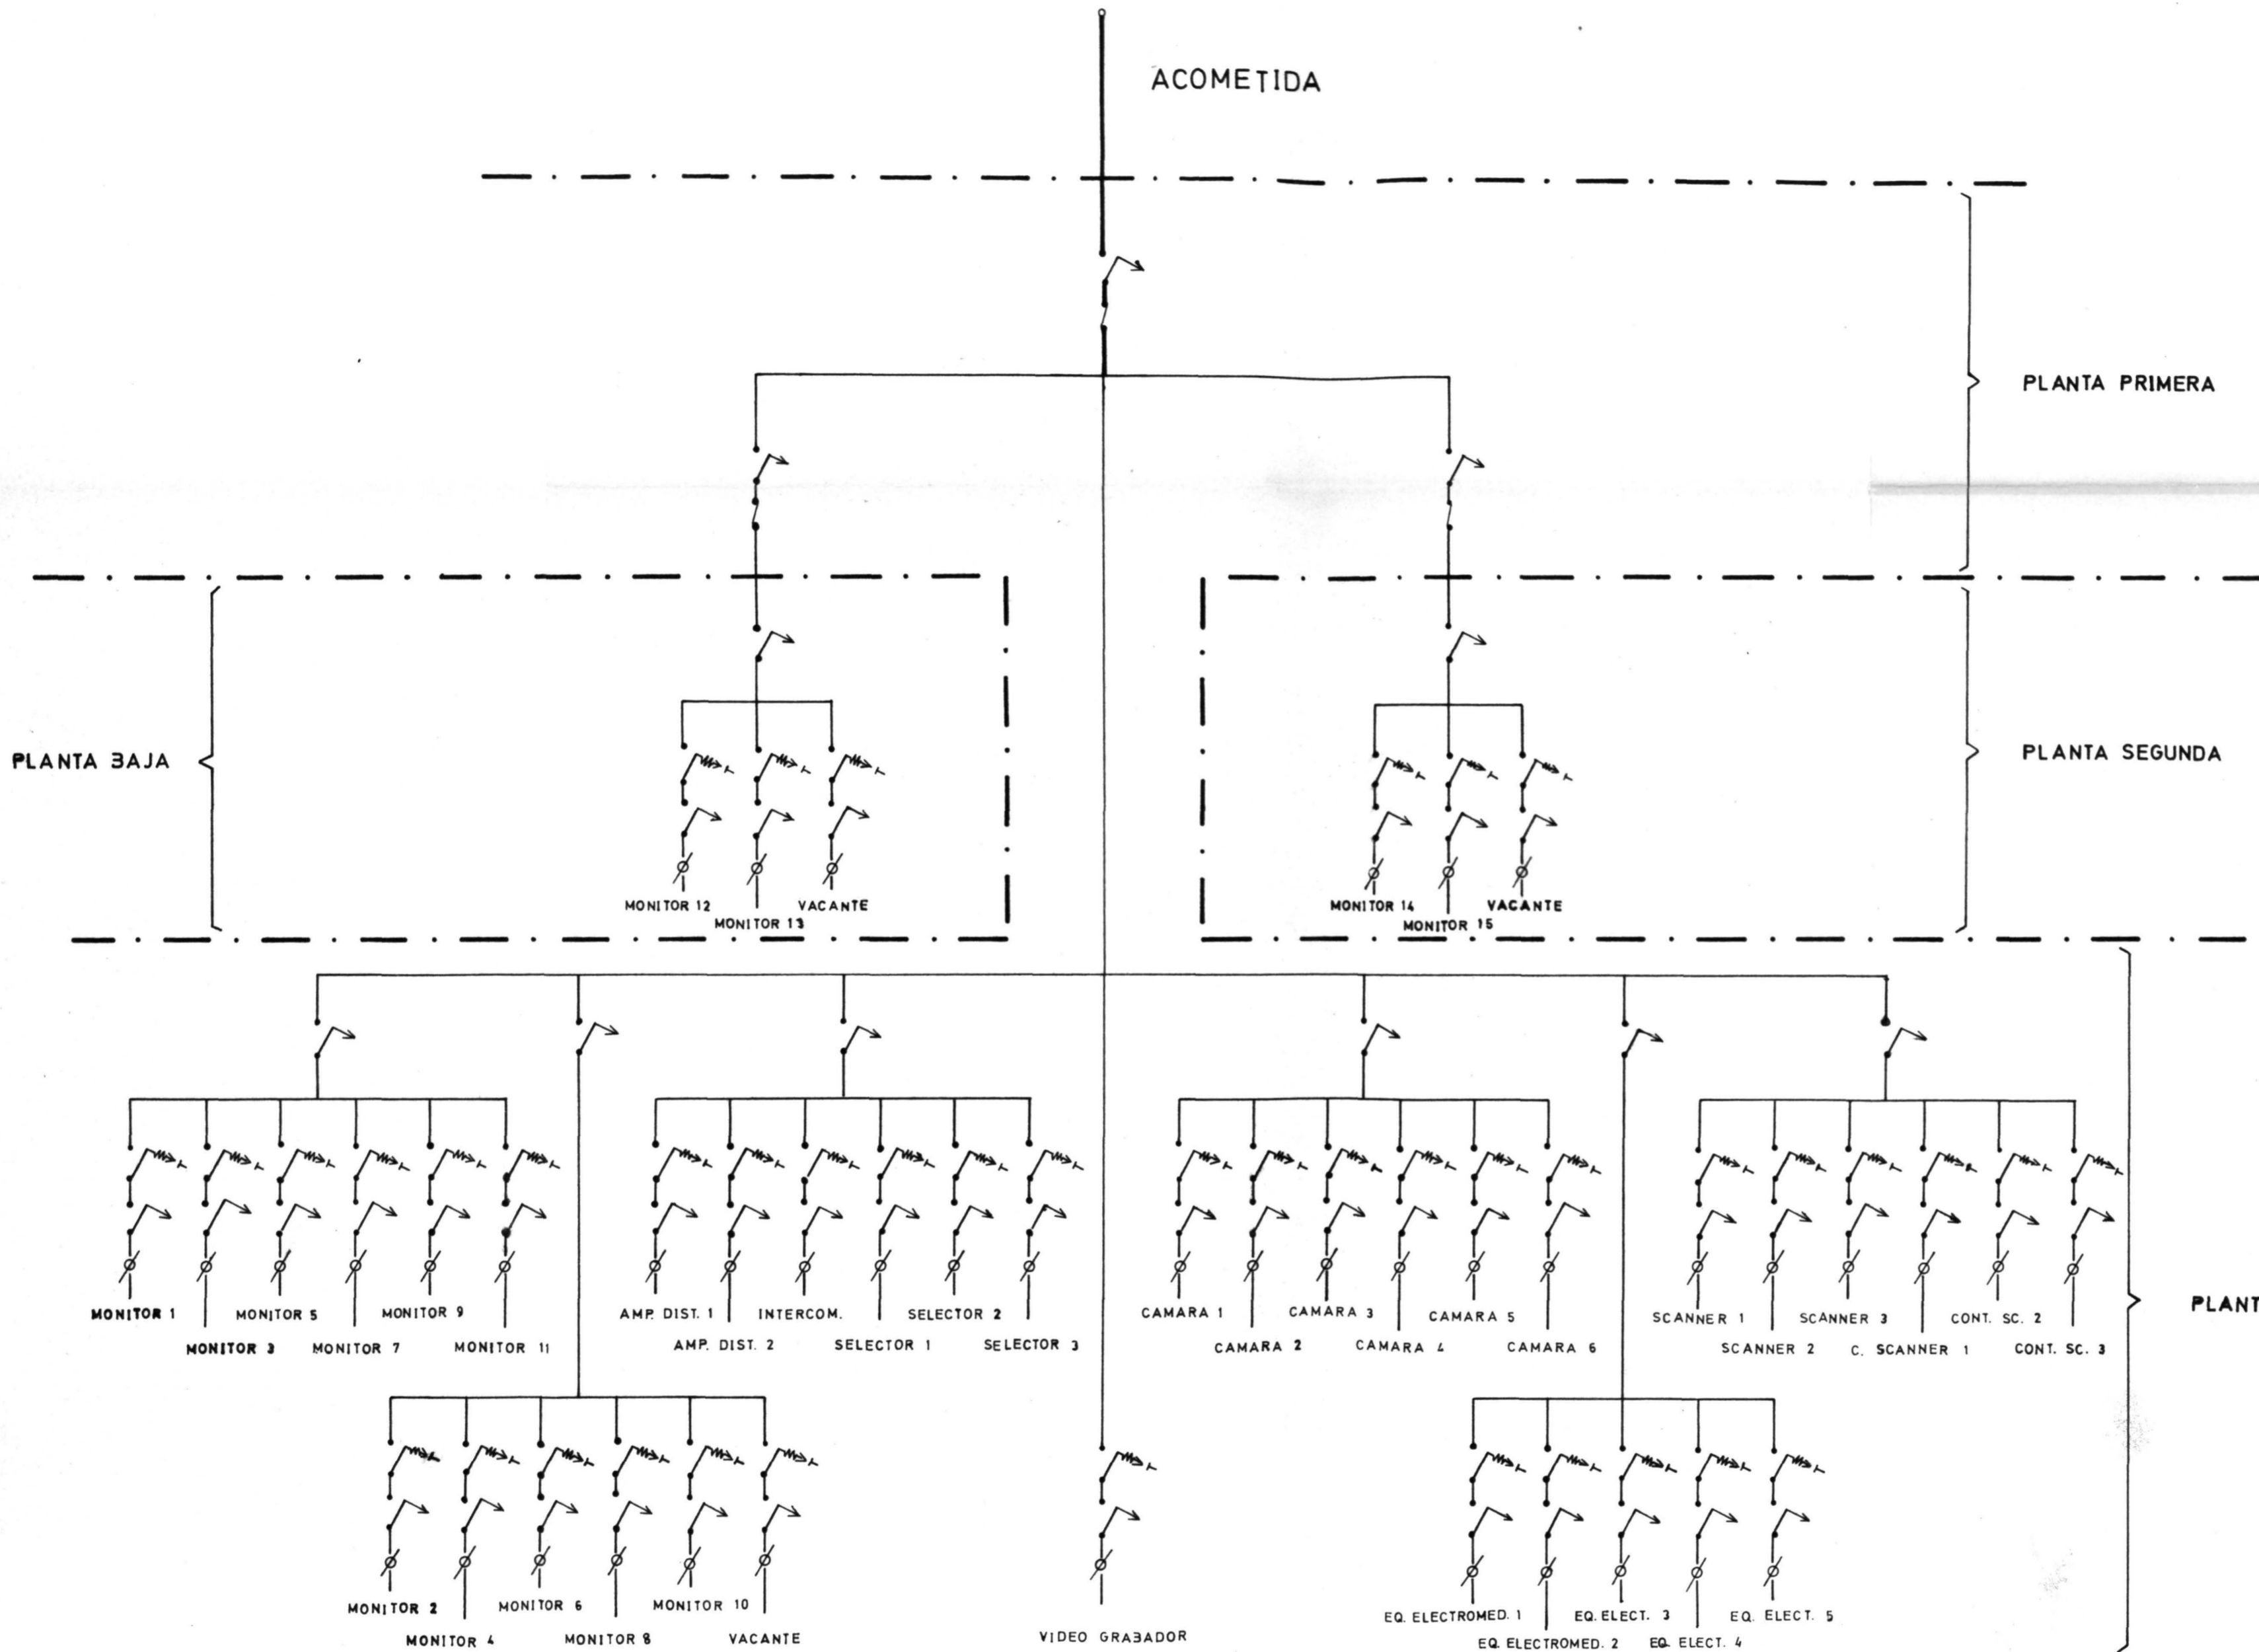 ACOMETIDA
PLANTA PRIMERA
PLANTA BAJA
PLANTA SEGUNDA
MONITOR 12
VACANTE
MONITOR 13
MONITOR 14
VACANTE
MONITOR 15
PLANT
MONITOR 1
MONITOR 5
MONITOR 9
MONITOR 3
MONITOR 7
MONITOR 11
AMP. DIST. 1
INTERCOM.
SELECTOR 2
AMP. DIST. 2
SELECTOR 1
SELECTOR 3
CAMARA 1
CAMARA 3
CAMARA 5
CAMARA 2
CAMARA 4
CAMARA 6
SCANNER 1
SCANNER 3
CONT. SC. 2
SCANNER 2
C. SCANNER 1
CONT. SC. 3
MONITOR 2
MONITOR 6
MONITOR 10
MONITOR 4
MONITOR 8
VACANTE
VIDEO GRABADOR
EQ. ELECTROMED. 1
EQ. ELECT. 3
EQ. ELECT. 5
EQ. ELECTROMED. 2
EQ. ELECT. 4